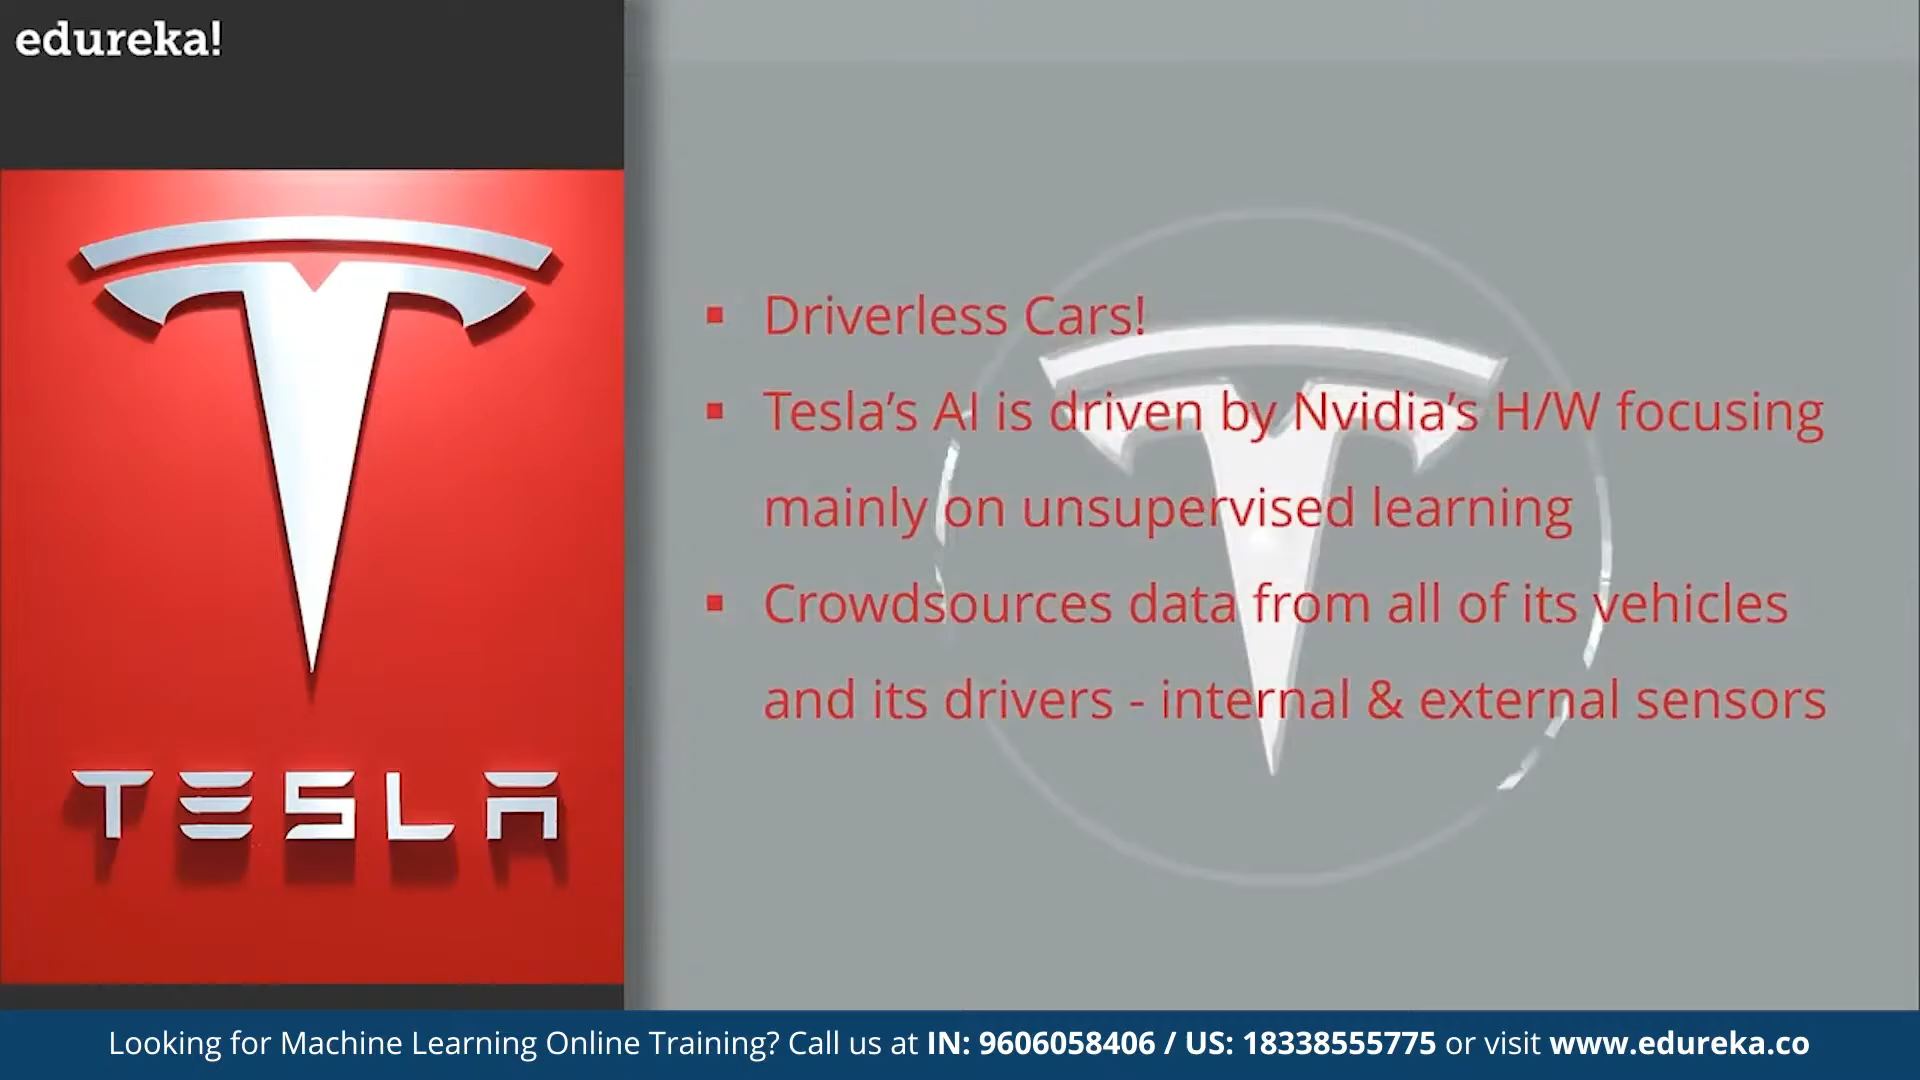 edureka!
TESLA
▪ Driverless Cars!
▪ Tesla’s AI is driven by Nvidia’s H/W focusing
mainly on unsupervised learning
▪ Crowdsources data from all of its vehicles
and its drivers - internal & external sensors
Looking for Machine Learning Online Training? Call us at IN: 9606058406 / US: 18338555775 or visit www.edureka.co